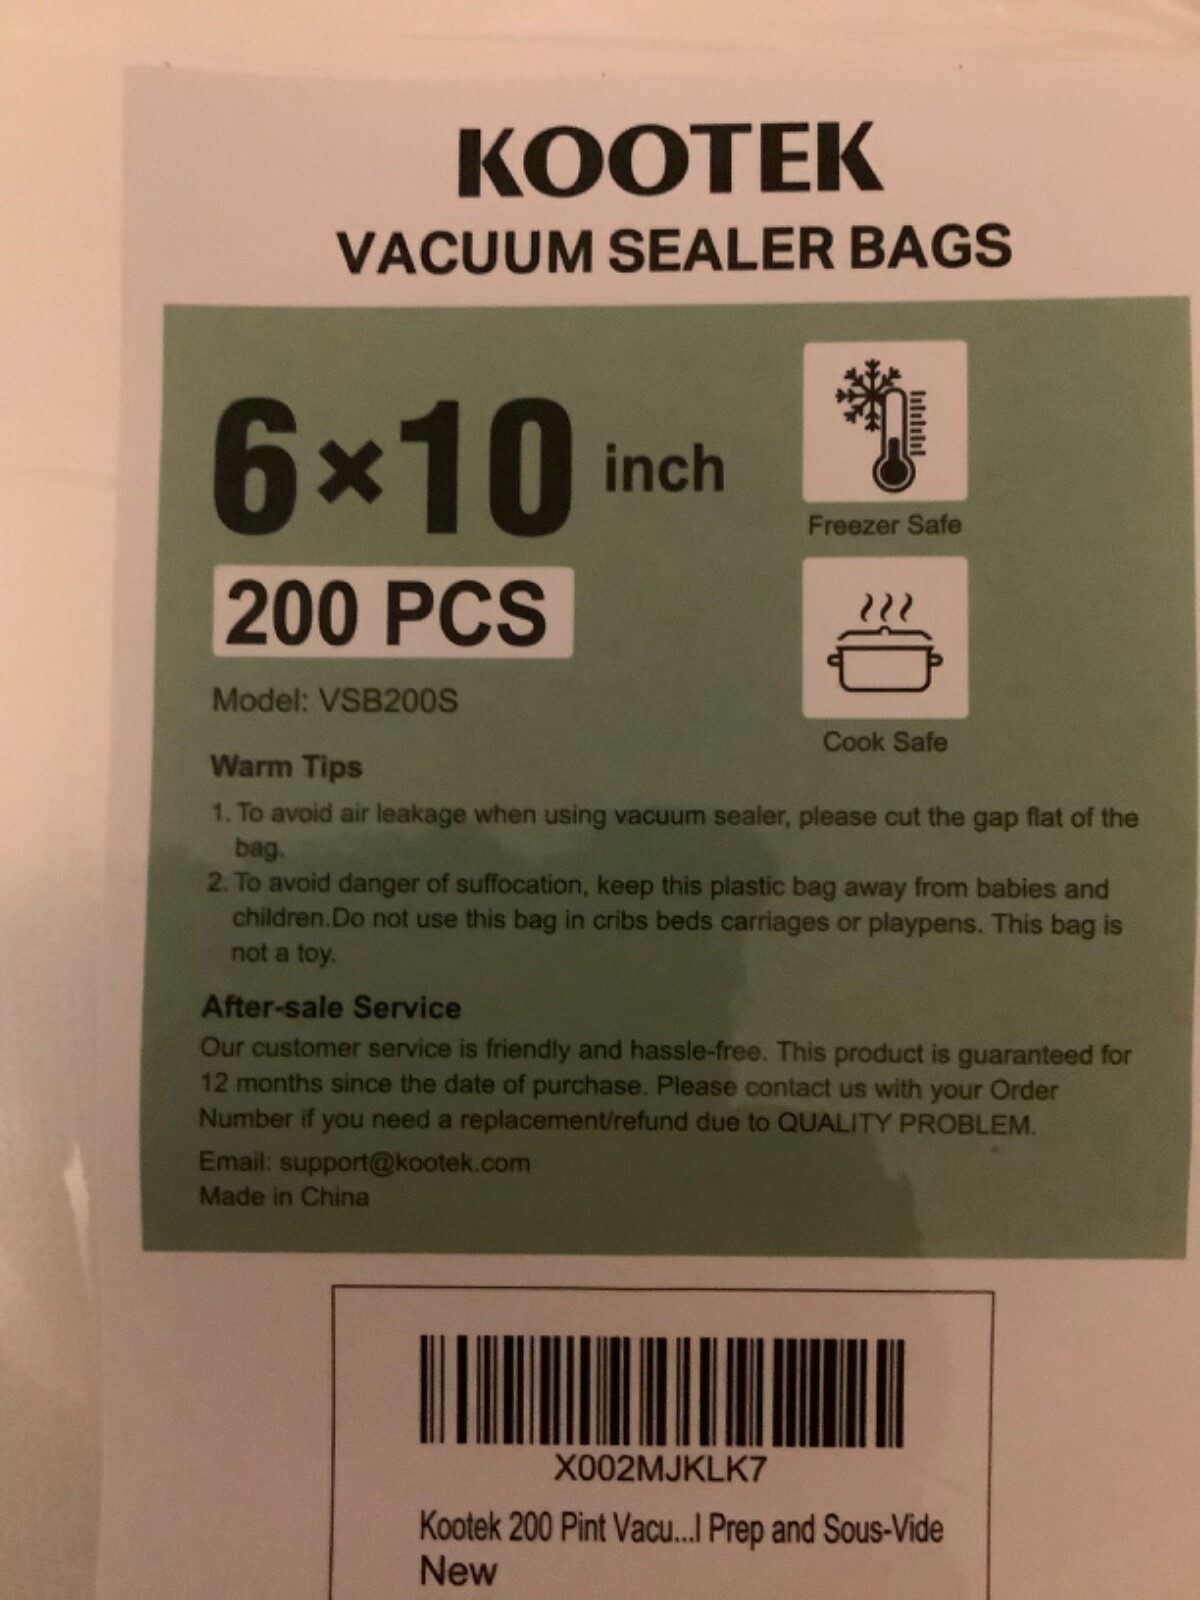 KOOTEK
VACUUM SEALER BAGS
6×10 inch
200 PCS
Model: VSB200S
Freezer Safe
Cook Safe
Warm Tips
1. To avoid air leakage when using vacuum sealer, please cut the gap flat of the
bag.
2. To avoid danger of suffocation, keep this plastic bag away from babies and
children.Do not use this bag in cribs beds carriages or playpens. This bag is
not a toy.
After-sale Service
Our customer service is friendly and hassle-free. This product is guaranteed for
12 months since the date of purchase. Please contact us with your Order
Number if you need a replacement/refund due to QUALITY PROBLEM.
Email: support@kootek.com
Made in China
X002MJKLK7
Kootek 200 Pint Vacu...l Prep and Sous-Vide
New